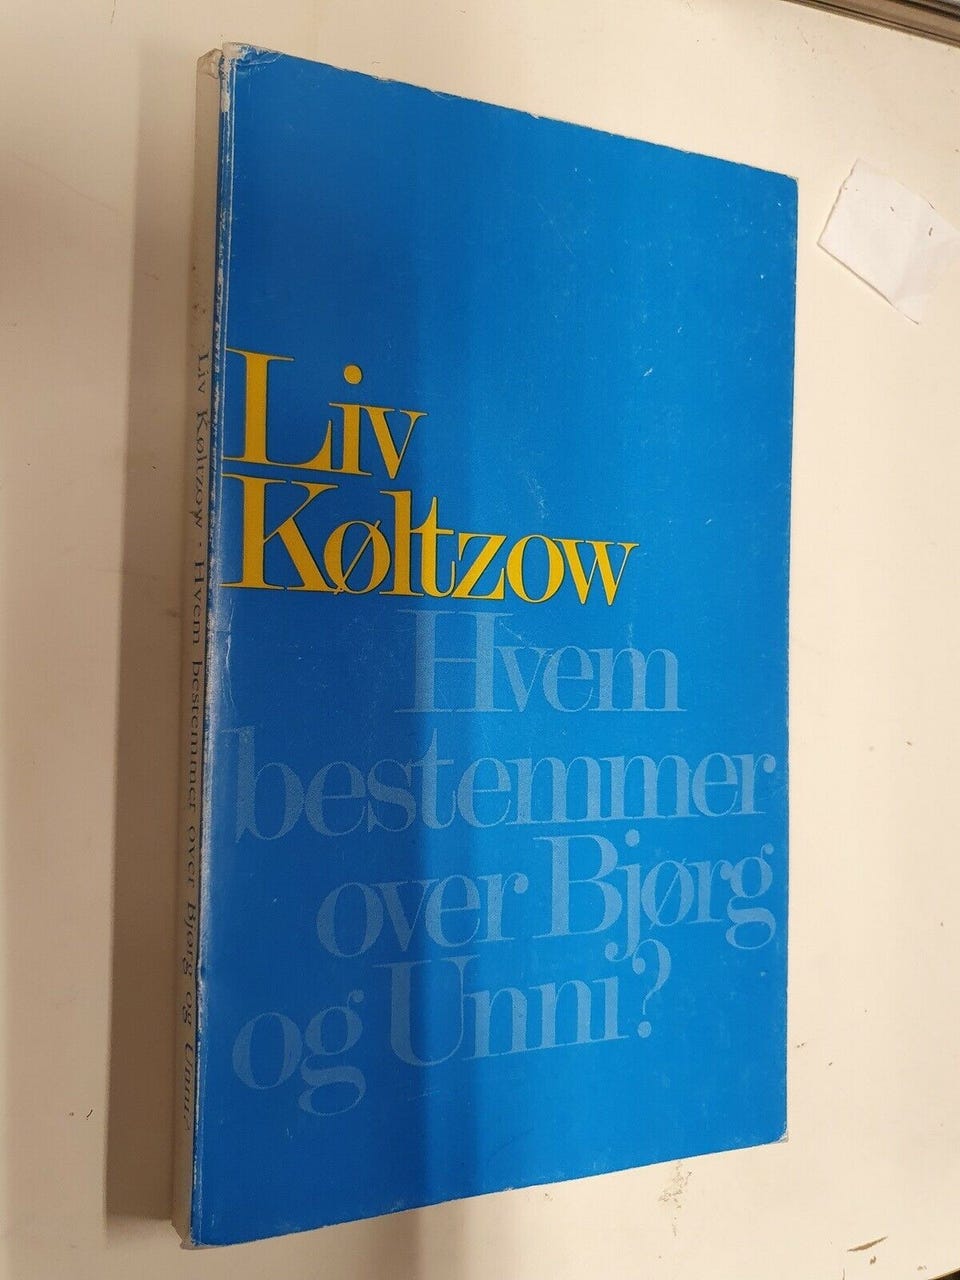 Liv
Køltzow
Hvem
bestemmer
over Bjørg
og Unni?
Liv Køltzow · Hvem bestemmer over Bjørg og Unni?